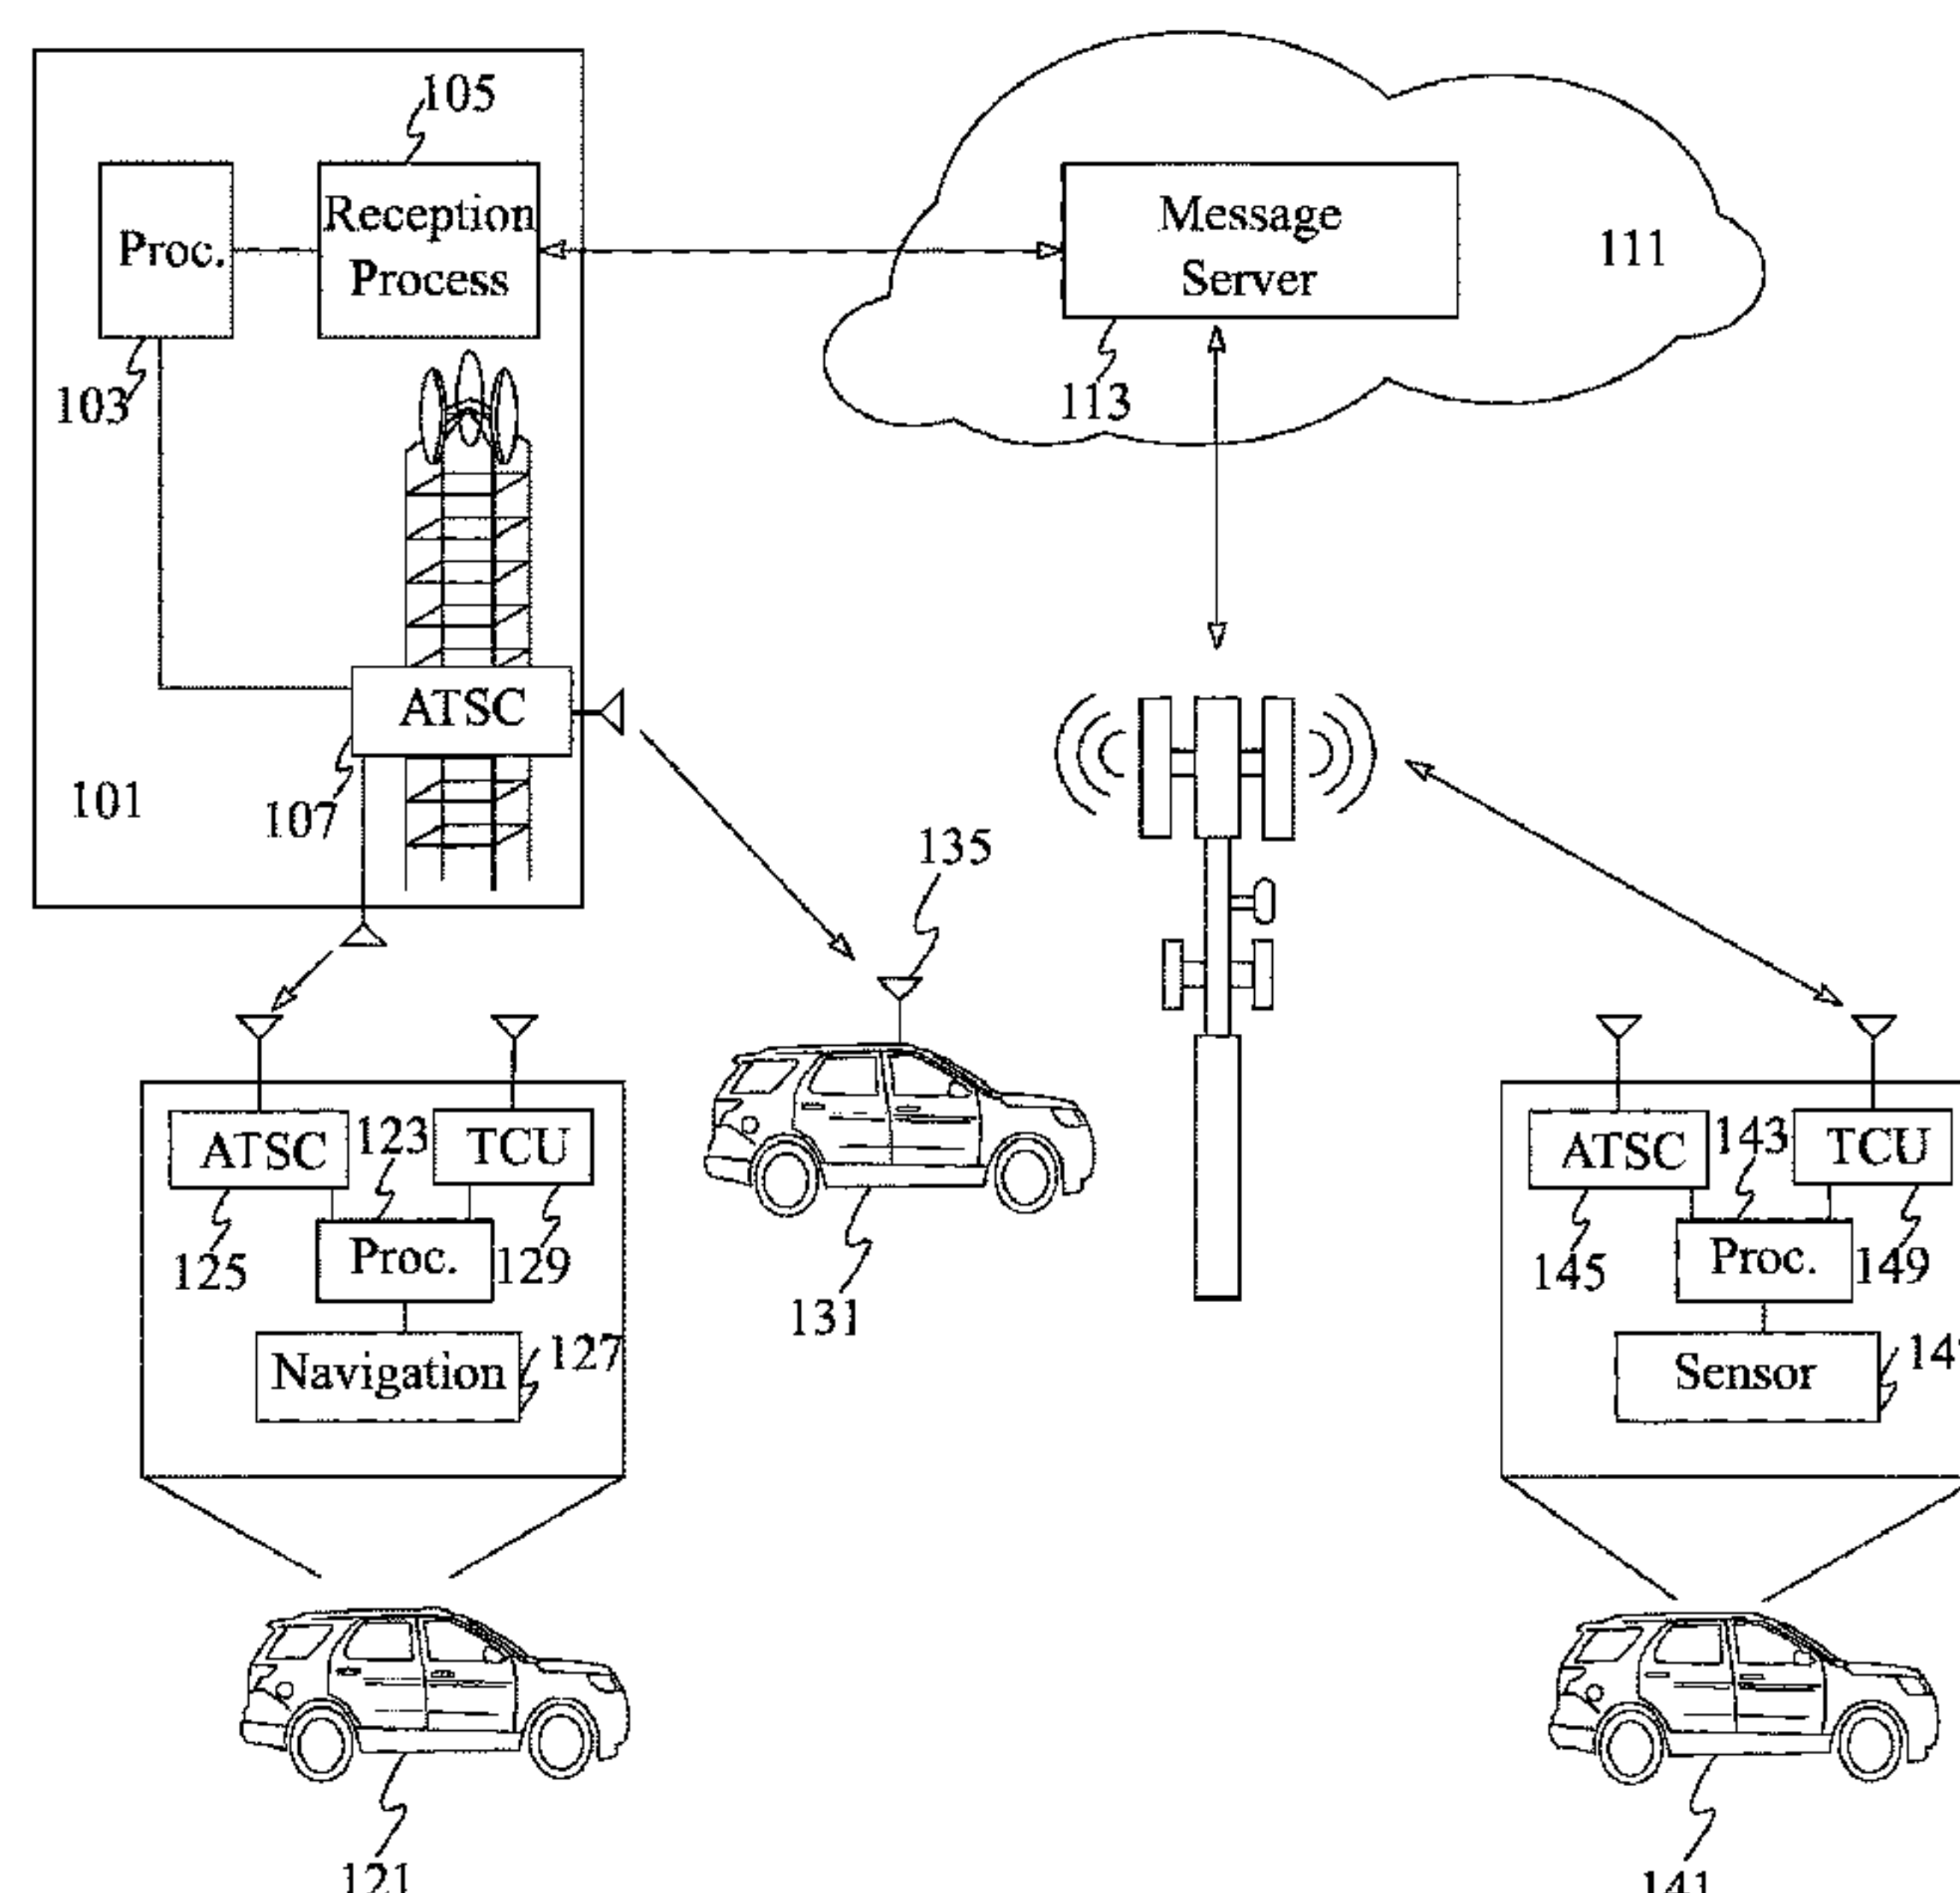 105
Proc.
Reception
Process
Message
Server
111
103
113
ATSC
101
107
135
ATSC
123
TCU
125
Proc.
129
131
Navigation
127
ATSC
143
TCU
145
Proc.
149
Sensor
121
141